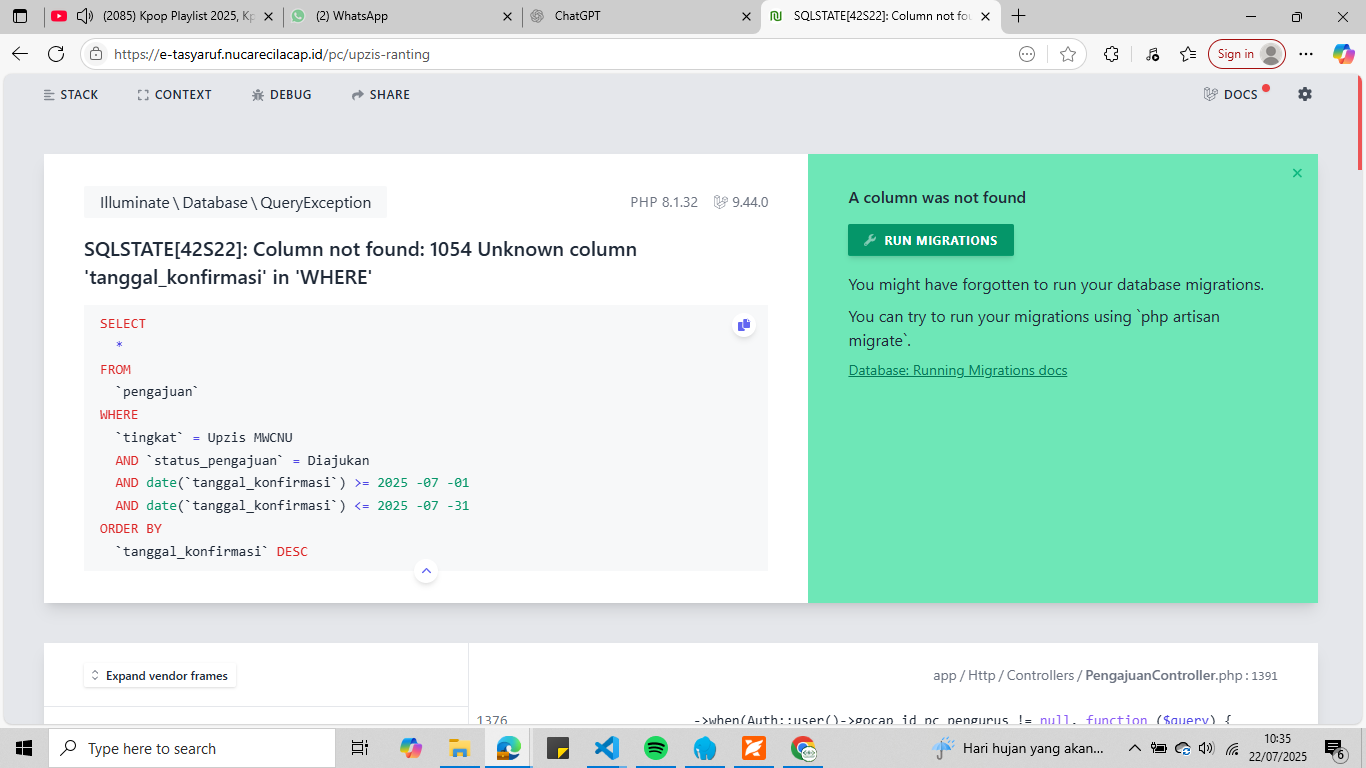 (2085) Kpop Playlist 2025, Kp
(2) WhatsApp
ChatGPT
SQLSTATE[42S22]: Column not fou
https://e-tasyaruf.nucarecilacap.id/pc/upzis-ranting
Sign in
STACK
CONTEXT
DEBUG
SHARE
DOCS
Illuminate \ Database \ QueryException
PHP 8.1.32
9.44.0
SQLSTATE[42S22]: Column not found: 1054 Unknown column
'tanggal_konfirmasi' in 'WHERE'
SELECT
*
FROM
`pengajuan`
WHERE
`tingkat` = Upzis MWCNU
AND `status_pengajuan` = Diajukan
AND date(`tanggal_konfirmasi`) >= 2025 -07 -01
AND date(`tanggal_konfirmasi`) <= 2025 -07 -31
ORDER BY
`tanggal_konfirmasi` DESC
A column was not found
RUN MIGRATIONS
You might have forgotten to run your database migrations.
You can try to run your migrations using `php artisan
migrate`.
Database: Running Migrations docs
Expand vendor frames
app / Http / Controllers / PengajuanController.php : 1391
1376 ->when(Auth::user()->gocap_id_pc_pengurus != null, function ($query) {
Type here to search
Hari hujan yang akan...
10:35
22/07/2025
6